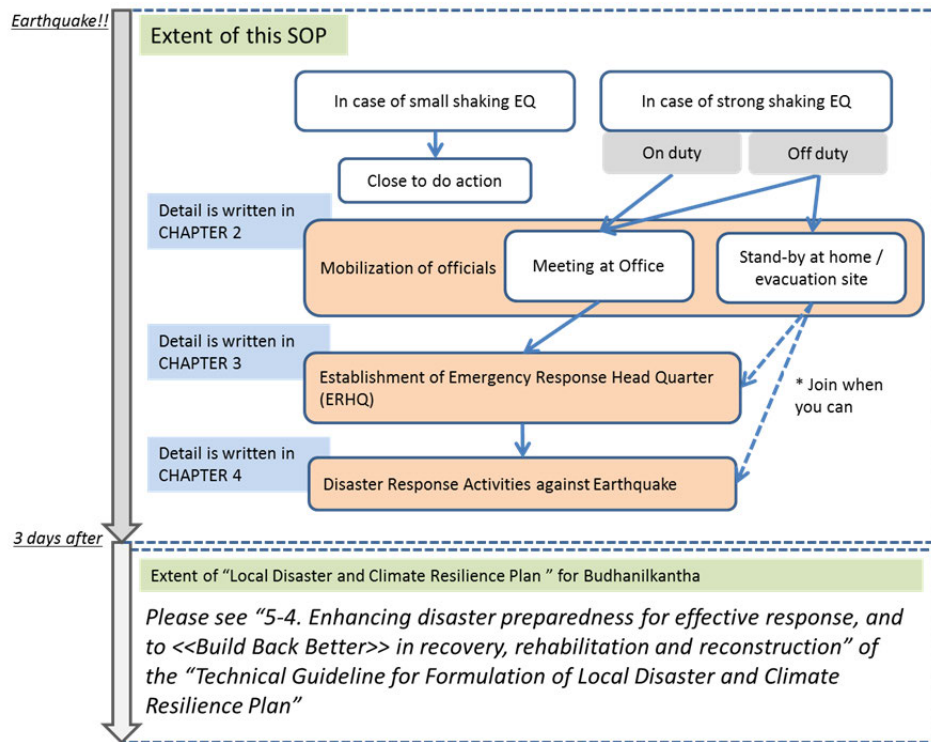 Earthquake!!
Extent of this SOP
In case of small shaking EQ
In case of strong shaking EQ
On duty
Off duty
Close to do action
Detail is written in
CHAPTER 2
Mobilization of officials
Meeting at Office
Stand-by at home /
evacuation site
Detail is written in
CHAPTER 3
Establishment of Emergency Response Head Quarter
(ERHQ)
* Join when
you can
Detail is written in
CHAPTER 4
Disaster Response Activities against Earthquake
3 days after
Extent of “Local Disaster and Climate Resilience Plan ” for Budhanilkantha
Please see “5-4. Enhancing disaster preparedness for effective response, and
to <<Build Back Better>> in recovery, rehabilitation and reconstruction” of
the “Technical Guideline for Formulation of Local Disaster and Climate
Resilience Plan”